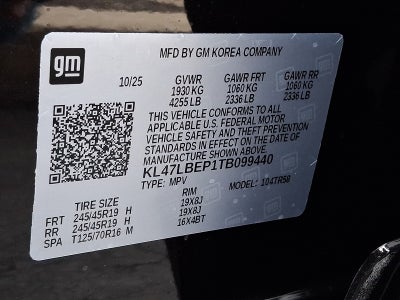 gm
MFD BY GM KOREA COMPANY
10/25 GVWR GAWR FRT GAWR RR
1930 KG 1060 KG 1060 KG
4255 LB 2336 LB 2336 LB
THIS VEHICLE CONFORMS TO ALL
APPLICABLE U.S. FEDERAL MOTOR
VEHICLE SAFETY AND THEFT PREVENTION
STANDARDS IN EFFECT ON THE DATE OF
MANUFACTURE SHOWN ABOVE.
KL47LBEP1TB099440
TYPE: MPV MODEL: 104TR58
TIRE SIZE RIM
FRT 245/45R19 H 19X8J
RR 245/45R19 H 19X8J
SPA T125/70R16 M 16X4BT